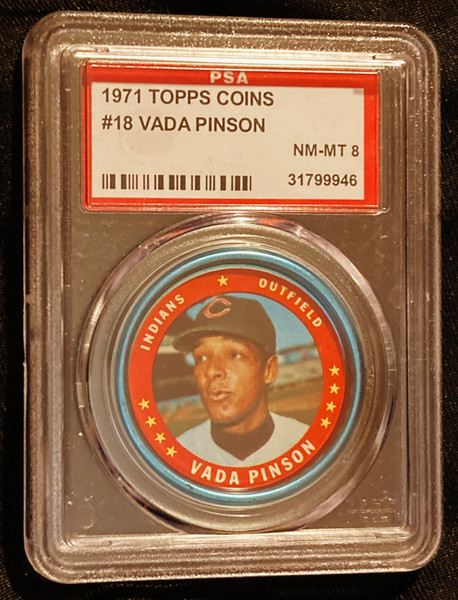 PSA
1971 TOPPS COINS
#18 VADA PINSON
NM-MT 8
31799946
INDIANS ★ OUTFIELD
C
VADA PINSON